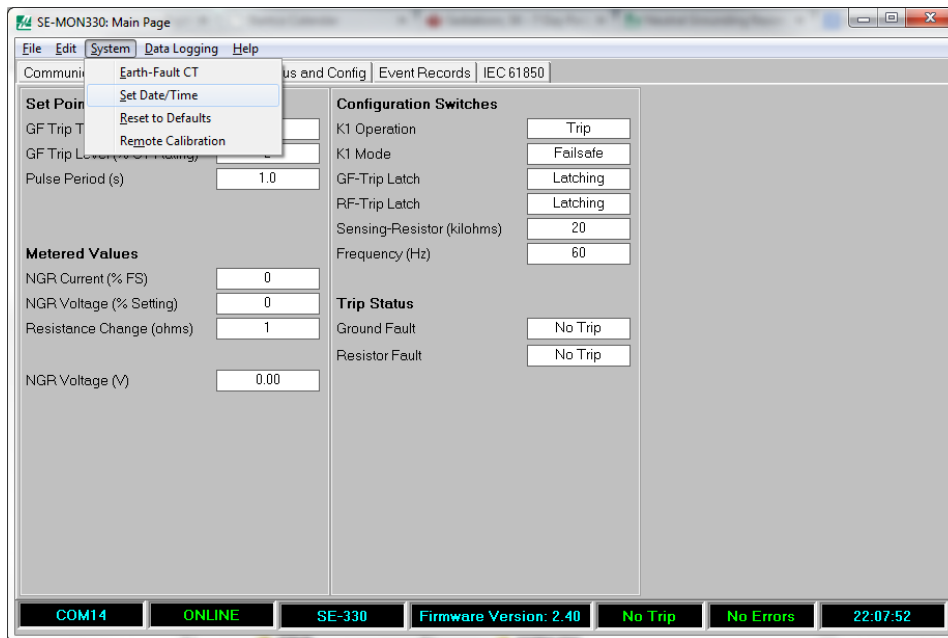 SE-MON330: Main Page
File Edit System Data Logging Help
Earth-Fault CT
Set Date/Time
Reset to Defaults
Remote Calibration
and Config
Event Records
IEC 61850
GF Trip
Pulse Period (s) 1.0
Metered Values
NGR Current (% FS) 0
NGR Voltage (% Setting) 0
Resistance Change (ohms) 1
NGR Voltage (V) 0.00
Configuration Switches
K1 Operation Trip
K1 Mode Failsafe
GF-Trip Latch Latching
RF-Trip Latch Latching
Sensing-Resistor (kilohms) 20
Frequency (Hz) 60
Trip Status
Ground Fault No Trip
Resistor Fault No Trip
COM14 ONLINE SE-330 Firmware Version: 2.40 No Trip No Errors 22:07:52